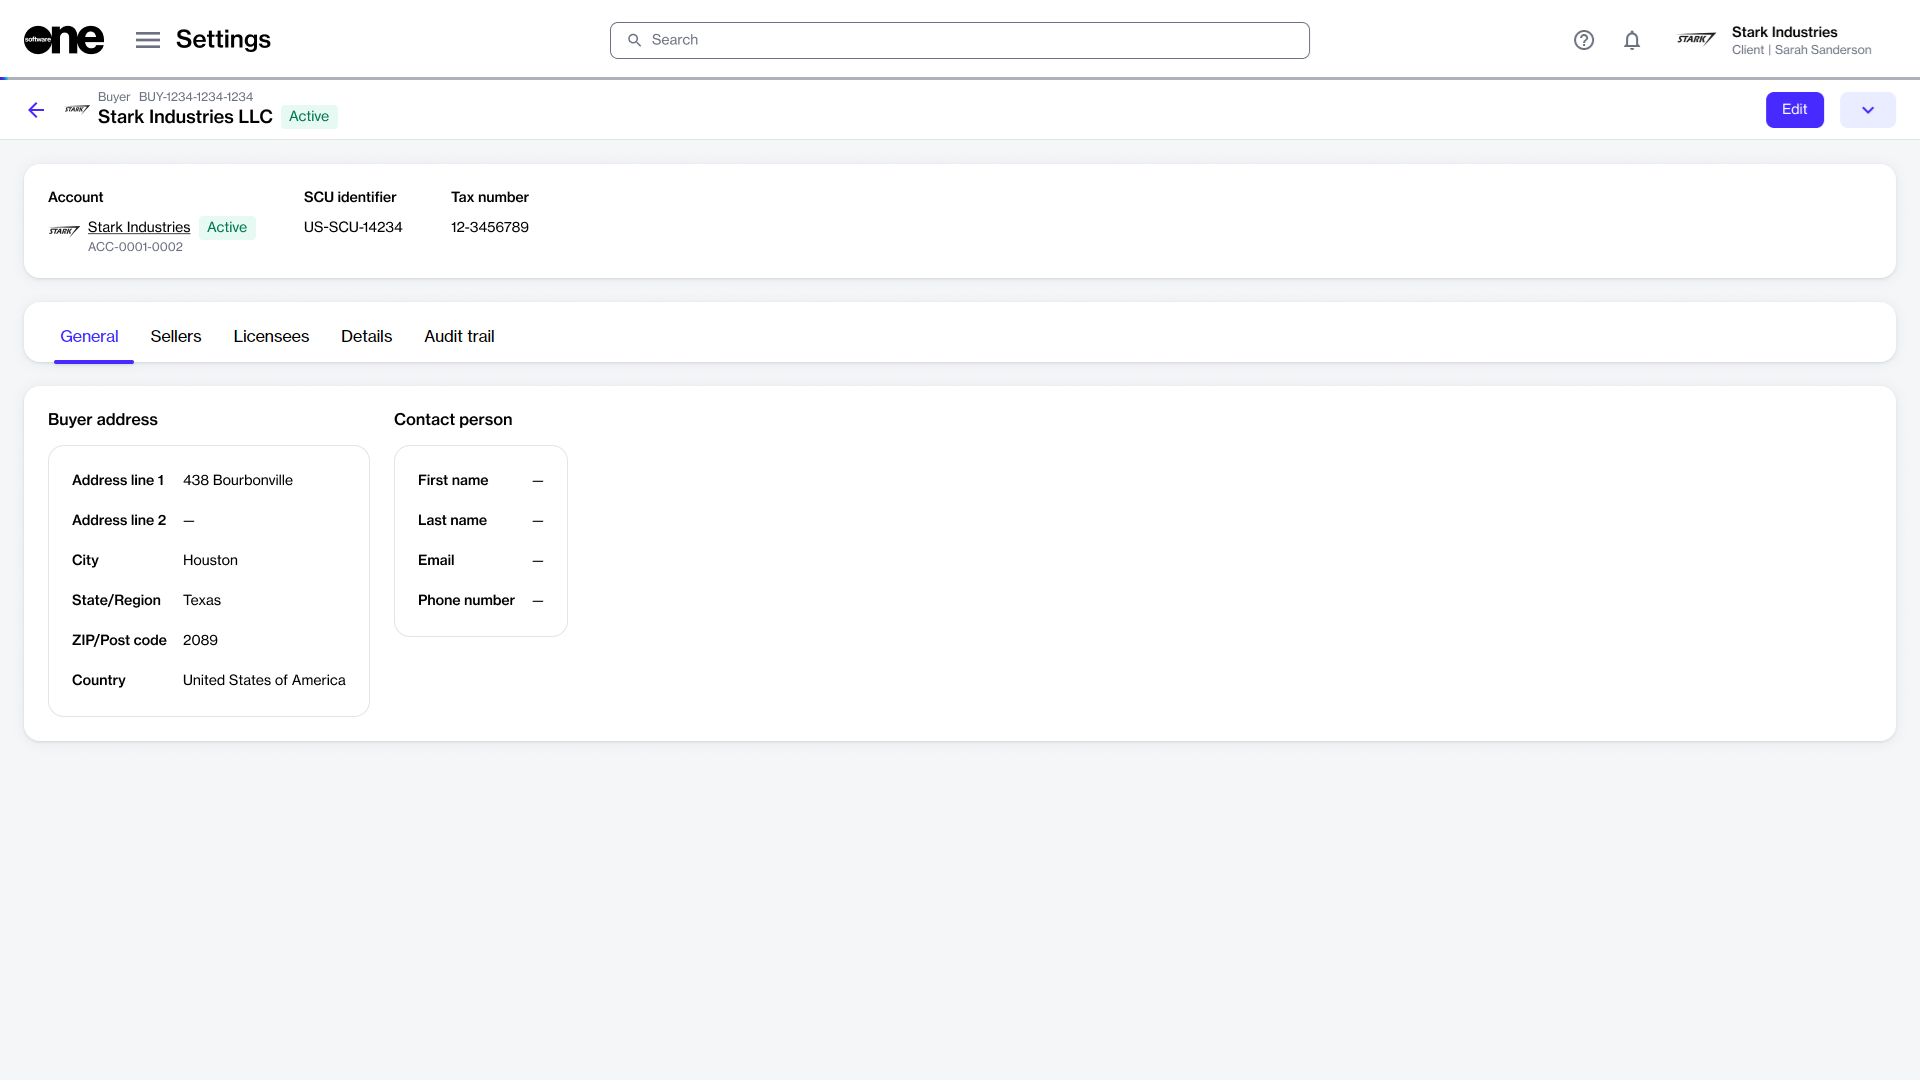 software one
Settings
Search
STARK
Stark Industries
Client | Sarah Sanderson
STARK
Buyer BUY-1234-1234-1234
Stark Industries LLC Active
Edit
Account SCU identifier Tax number
STARK Stark Industries Active US-SCU-14234 12-3456789
ACC-0001-0002
General Sellers Licensees Details Audit trail
Buyer address Contact person
Address line 1 438 Bourbonville
Address line 2 —
City Houston
State/Region Texas
ZIP/Post code 2089
Country United States of America
First name —
Last name —
Email —
Phone number —